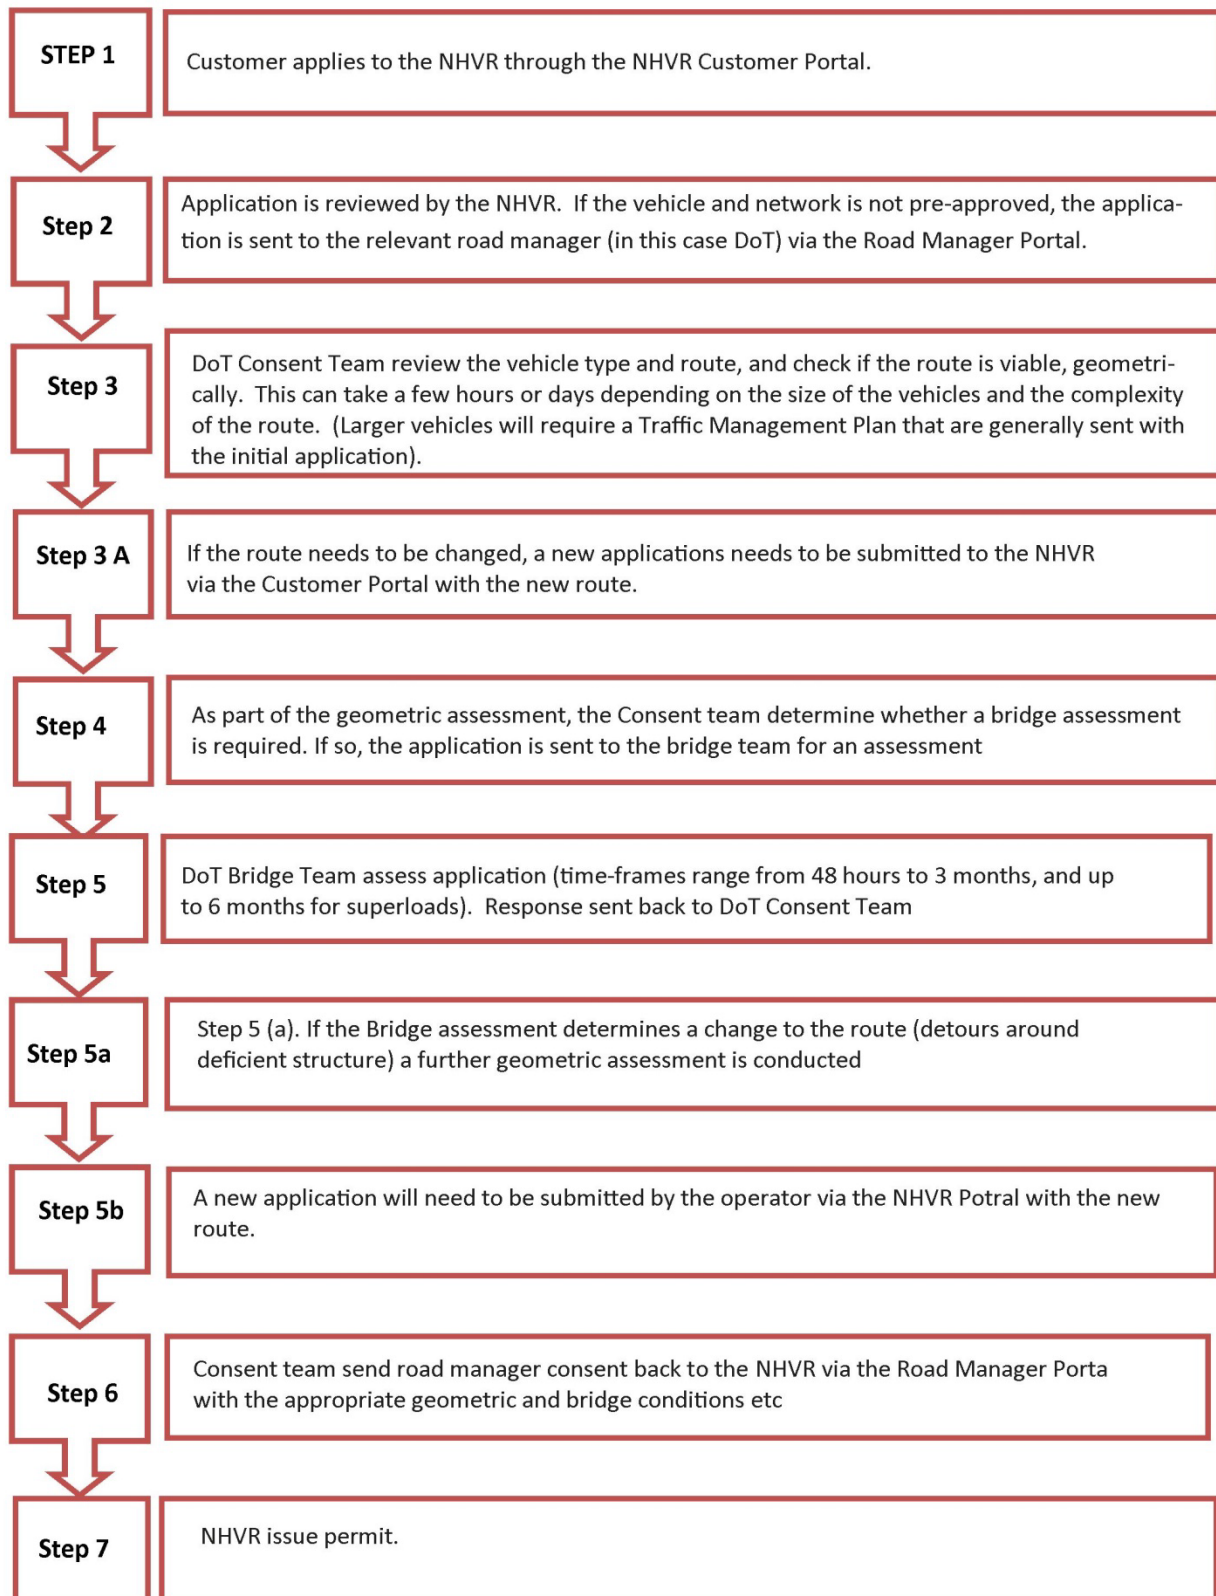 STEP 1
Customer applies to the NHVR through the NHVR Customer Portal.
Step 2
Application is reviewed by the NHVR.  If the vehicle and network is not pre-approved, the applica-
tion is sent to the relevant road manager (in this case DoT) via the Road Manager Portal.
Step 3
DoT Consent Team review the vehicle type and route, and check if the route is viable, geometri-
cally.  This can take a few hours or days depending on the size of the vehicles and the complexity
of the route.  (Larger vehicles will require a Traffic Management Plan that are generally sent with
the initial application).
Step 3 A
If the route needs to be changed, a new applications needs to be submitted to the NHVR
via the Customer Portal with the new route.
Step 4
As part of the geometric assessment, the Consent team determine whether a bridge assessment
is required. If so, the application is sent to the bridge team for an assessment
Step 5
DoT Bridge Team assess application (time-frames range from 48 hours to 3 months, and up
to 6 months for superloads).  Response sent back to DoT Consent Team
Step 5a
Step 5 (a). If the Bridge assessment determines a change to the route (detours around
deficient structure) a further geometric assessment is conducted
Step 5b
A new application will need to be submitted by the operator via the NHVR Potral with the new
route.
Step 6
Consent team send road manager consent back to the NHVR via the Road Manager Porta
with the appropriate geometric and bridge conditions etc
Step 7
NHVR issue permit.